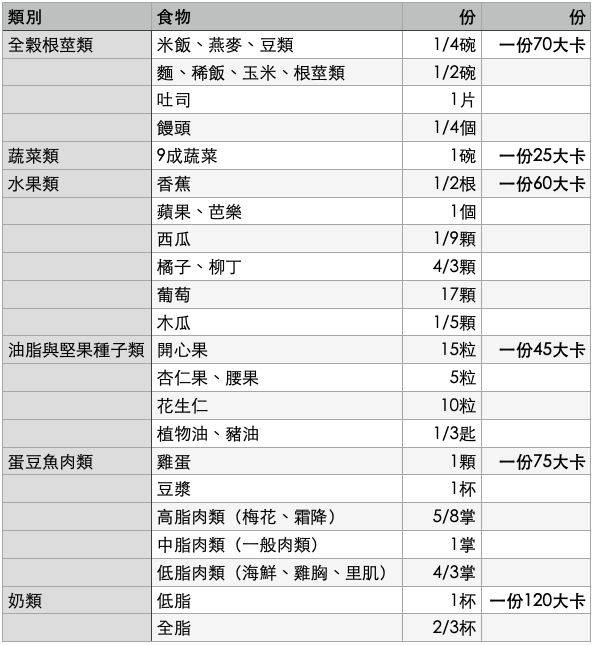 類別 食物 份 份
全穀根莖類 米飯、燕麥、豆類 1/4碗 一份70大卡
麵、稀飯、玉米、根莖類 1/2碗
吐司 1片
饅頭 1/4個
蔬菜類 9成蔬菜 1碗 一份25大卡
水果類 香蕉 1/2根 一份60大卡
蘋果、芭樂 1個
西瓜 1/9顆
橘子、柳丁 4/3顆
葡萄 17顆
木瓜 1/5顆
油脂與堅果種子類 開心果 15粒 一份45大卡
杏仁果、腰果 5粒
花生仁 10粒
植物油、豬油 1/3匙
蛋豆魚肉類 雞蛋 1顆 一份75大卡
豆漿 1杯
高脂肉類（梅花、霜降） 5/8掌
中脂肉類（一般肉類） 1掌
低脂肉類（海鮮、雞胸、里肌） 4/3掌
奶類 低脂 1杯 一份120大卡
全脂 2/3杯